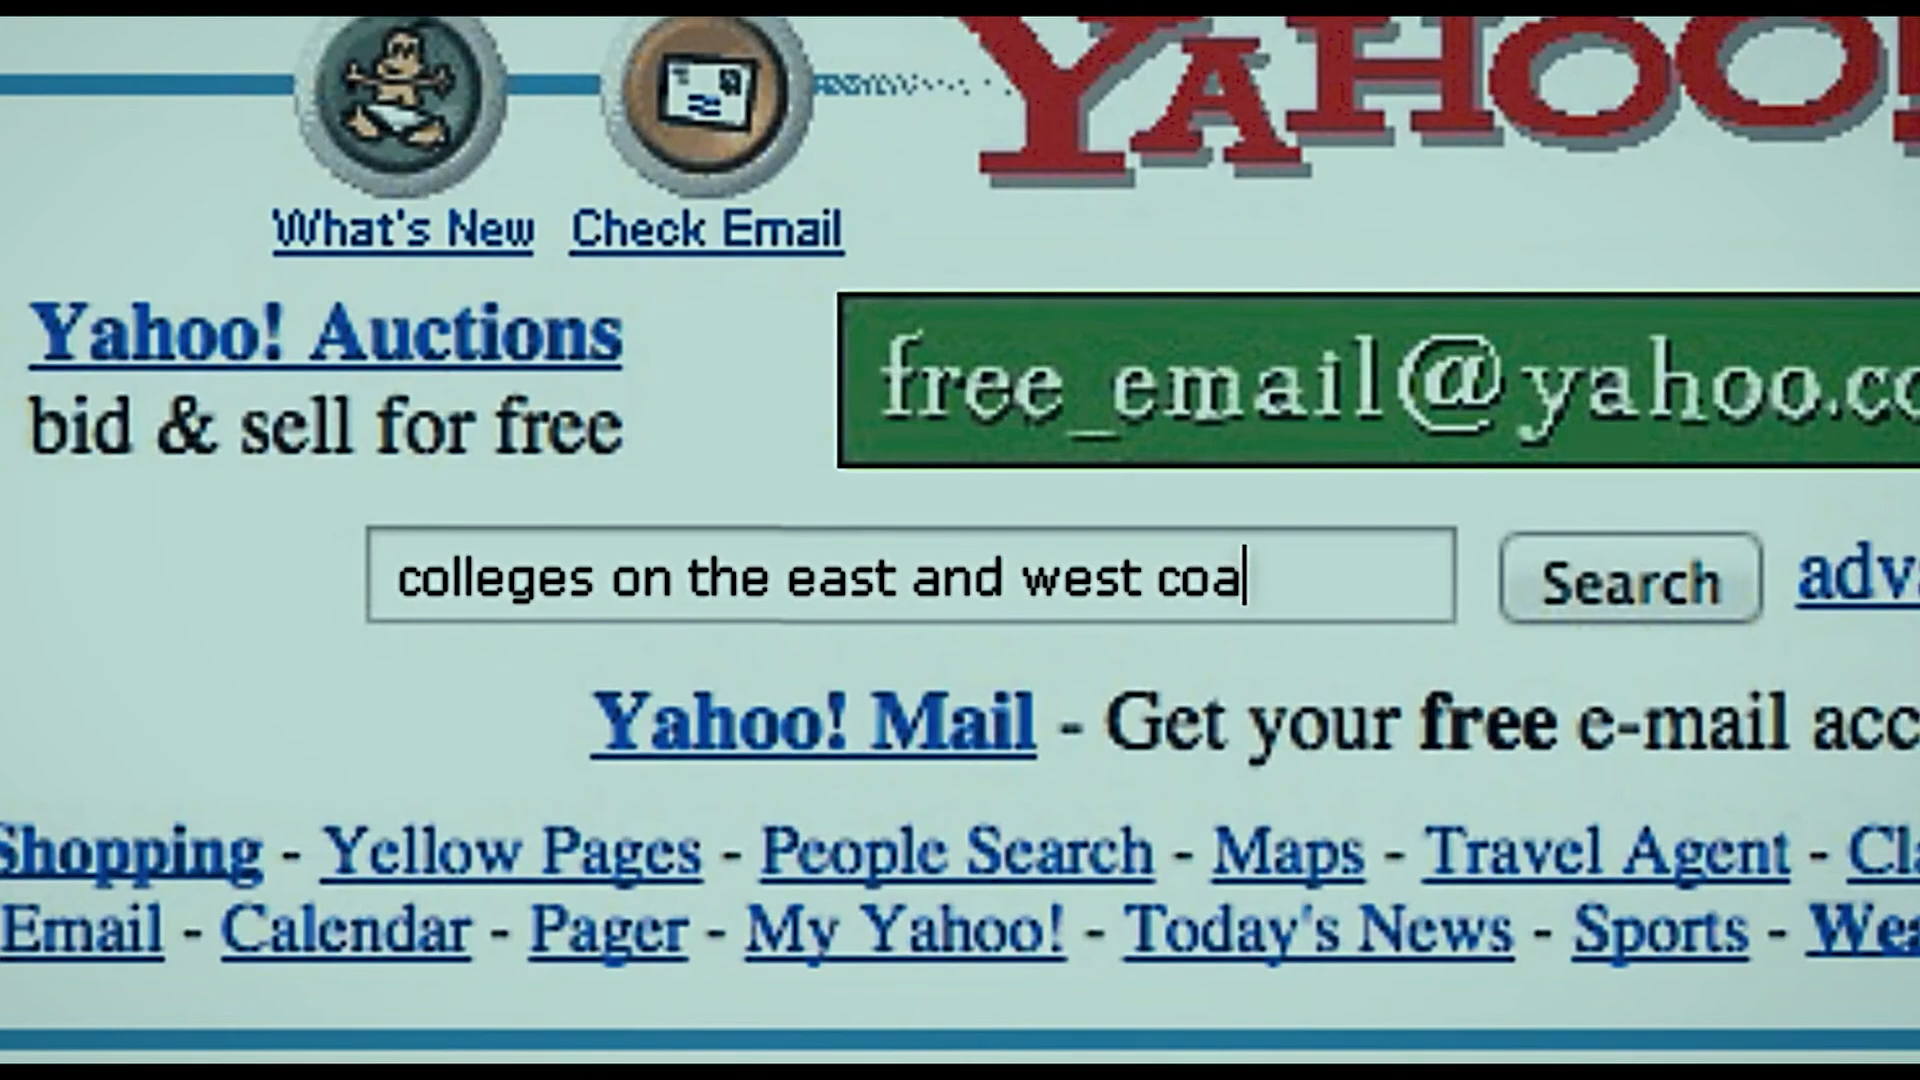 YAHOO!
What's New Check Email
Yahoo! Auctions
bid & sell for free
free_email@yahoo.co
colleges on the east and west coa
Search adv
Yahoo! Mail - Get your free e-mail acc
Shopping - Yellow Pages - People Search - Maps - Travel Agent - Cla
Email - Calendar - Pager - My Yahoo! - Today's News - Sports - Wea